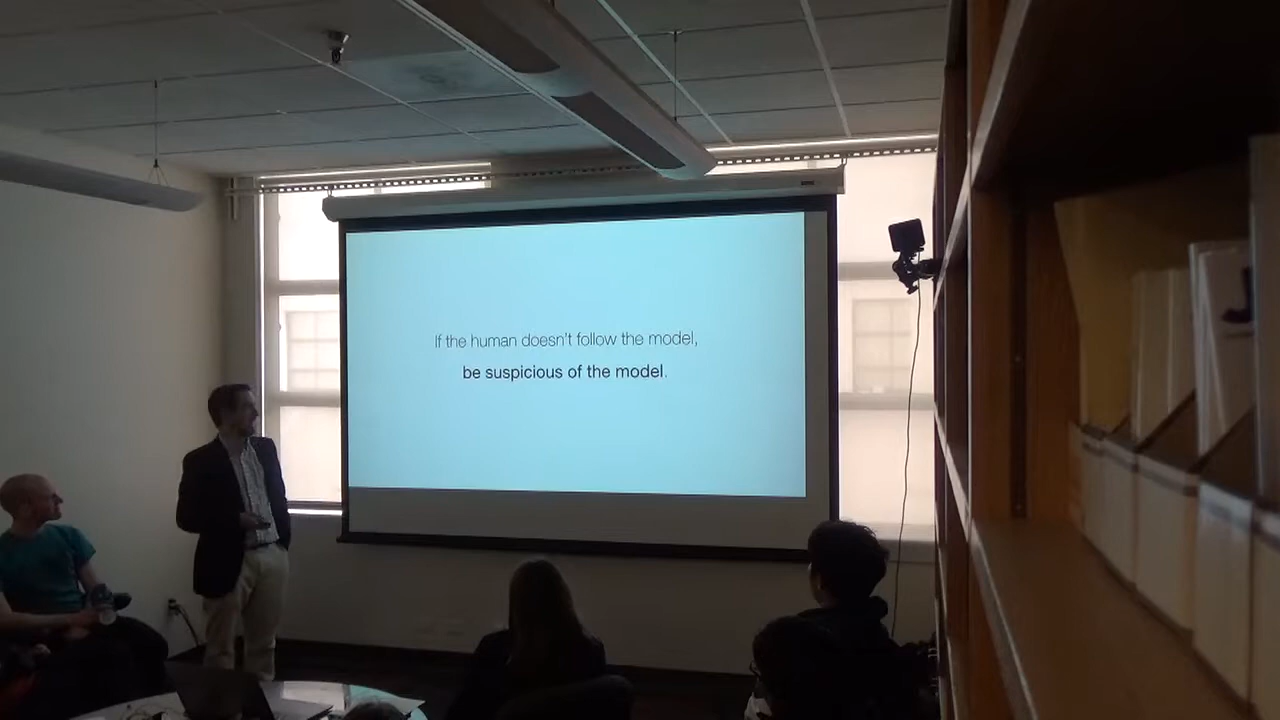 If the human doesn't follow the model,
be suspicious of the model.